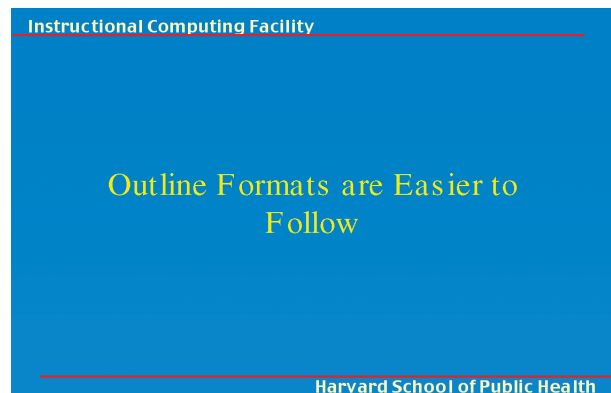 Instructional Computing Facility
Outline Formats are Easier to
Follow
Harvard School of Public Health